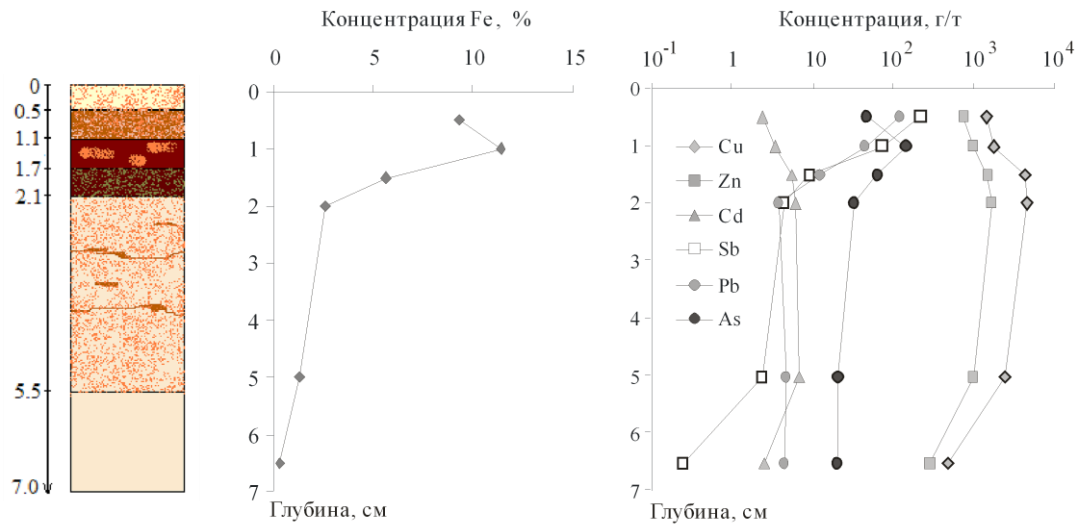 Концентрация Fe, %
0 5 10 15
0
1
2
3
4
5
6
7
Глубина, см
Концентрация, г/т
10-1 1 10 102 103 104
0
1
2
3
4
5
6
7
Cu
Zn
Cd
Sb
Pb
As
Глубина, см
0
0.5
1.1
1.7
2.1
5.5
7.0